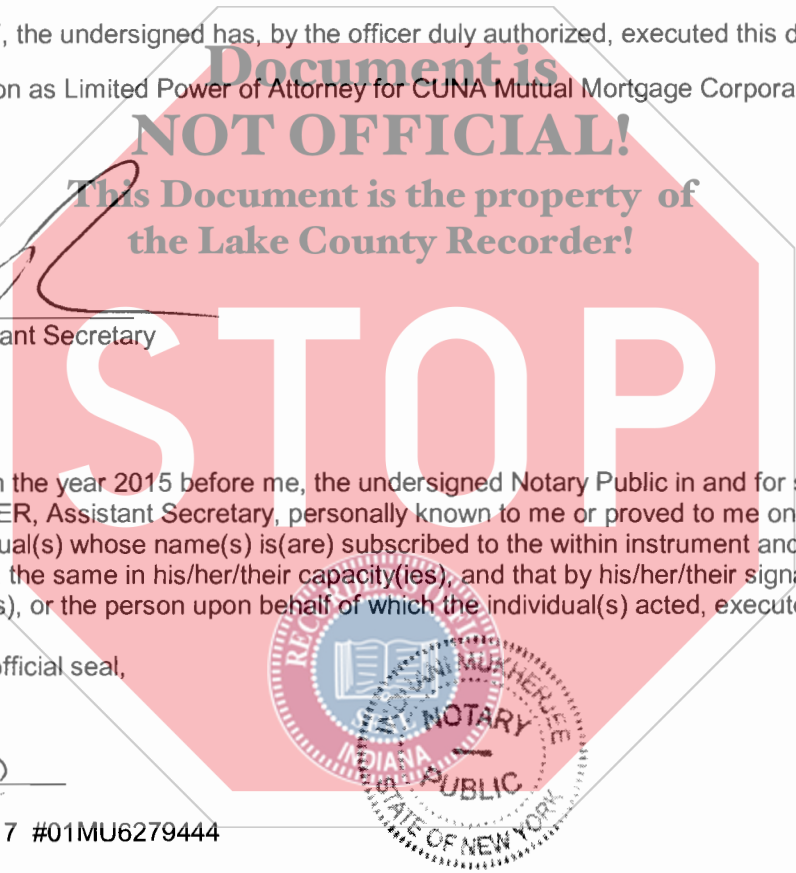 , the undersigned has, by the officer duly authorized, executed this d
Document is
on as Limited Power of Attorney for CUNA Mutual Mortgage Corpora
NOT OFFICIAL!
This Document is the property of
the Lake County Recorder!
ant Secretary
STOP
n the year 2015 before me, the undersigned Notary Public in and for s
ER, Assistant Secretary, personally known to me or proved to me on
ual(s) whose name(s) is(are) subscribed to the within instrument and
the same in his/her/their capacity(ies), and that by his/her/their signa
s), or the person upon behalf of which the individual(s) acted, execute
RECORDER'S OFFICE
SEAL
INDIANA
official seal,
MUKHERJEE
NOTARY
PUBLIC
STATE OF NEW YORK
7 #01MU6279444